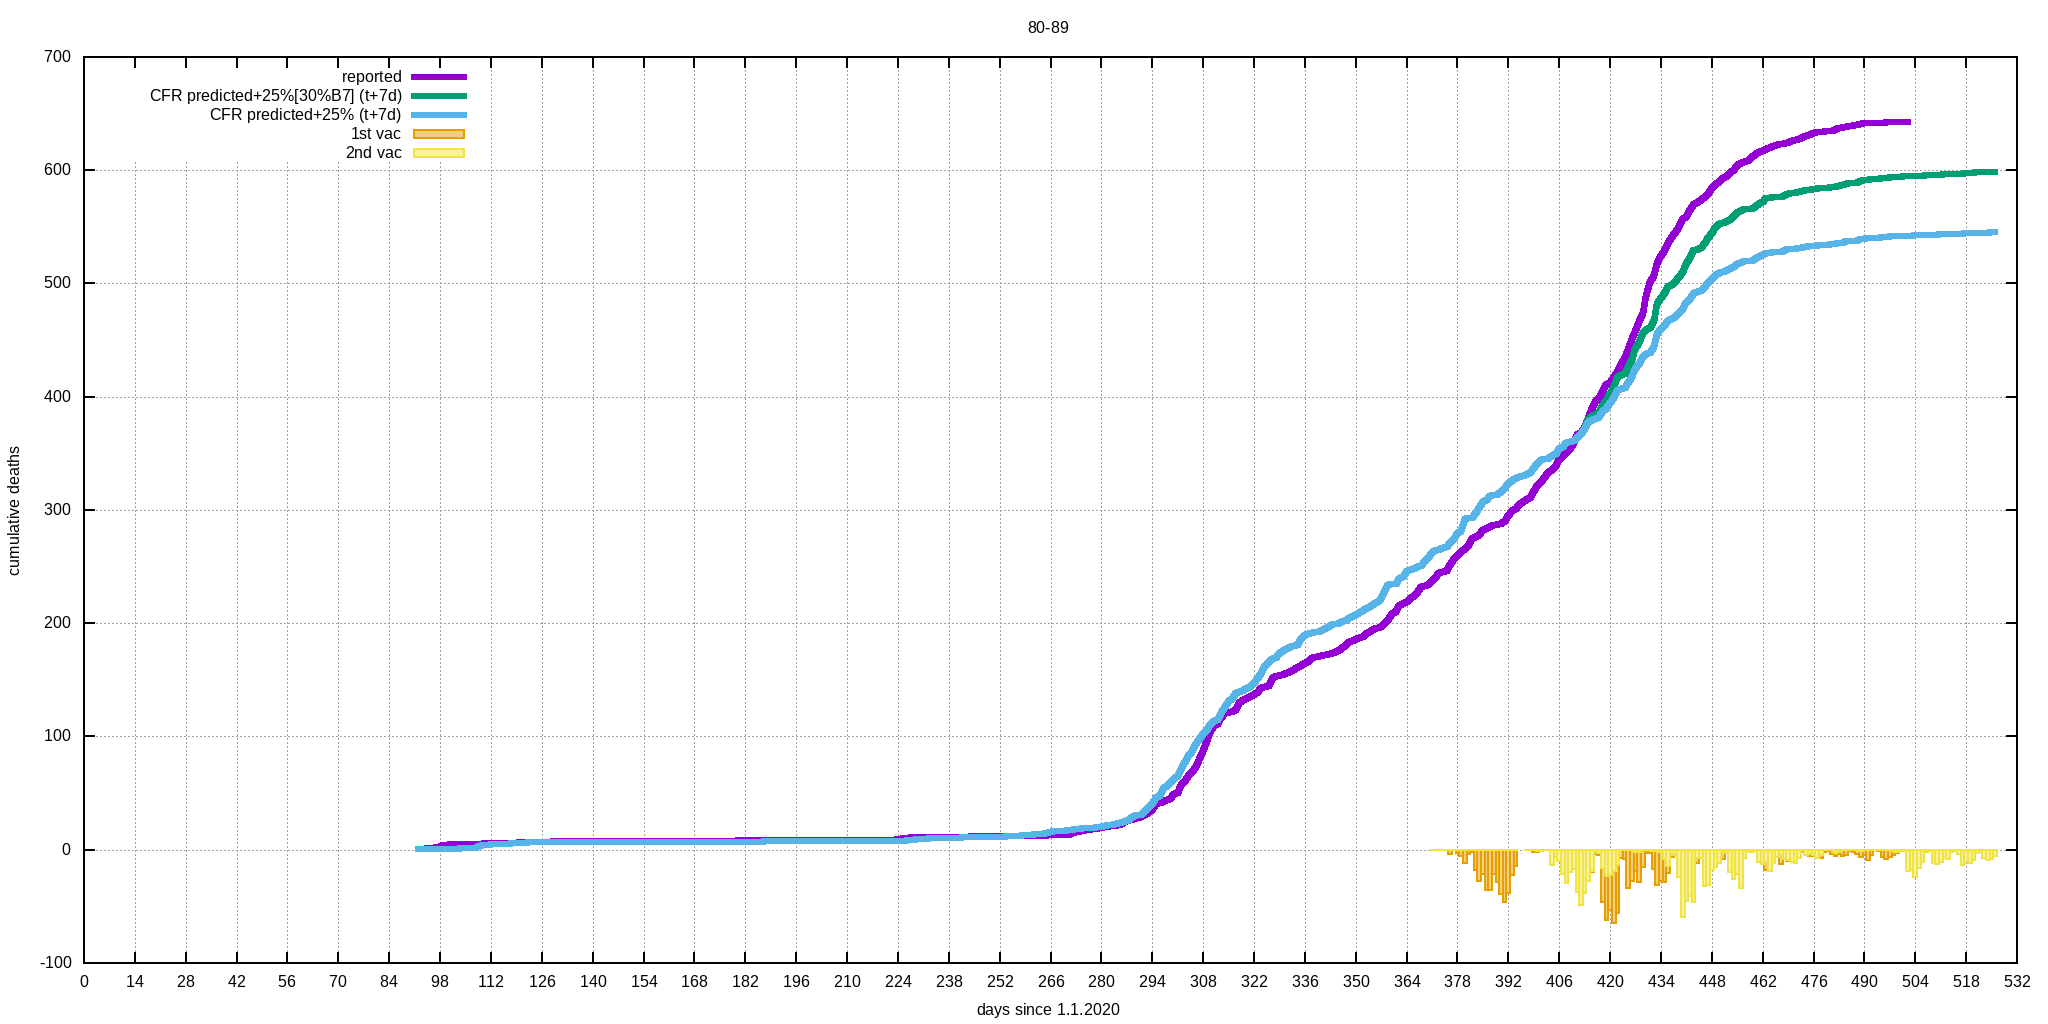 80-89
700
600
500
400
300
200
100
0
-100
reported
CFR predicted+25%[30%B7] (t+7d)
CFR predicted+25% (t+7d)
1st vac
2nd vac
cumulative deaths
0 14 28 42 56 70 84 98 112 126 140 154 168 182 196 210 224 238 252 266 280 294 308 322 336 350 364 378 392 406 420 434 448 462 476 490 504 518 532
days since 1.1.2020